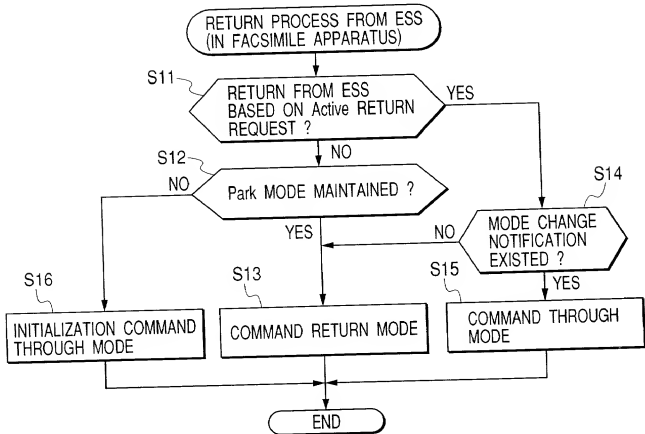 RETURN PROCESS FROM ESS
(IN FACSIMILE APPARATUS)
S11
RETURN FROM ESS
BASED ON Active RETURN
REQUEST ?
YES
NO
S12
NO
Park MODE MAINTAINED ?
YES
S14
NO
MODE CHANGE
NOTIFICATION
EXISTED ?
YES
S16
INITIALIZATION COMMAND
THROUGH MODE
S13
COMMAND RETURN MODE
S15
COMMAND THROUGH
MODE
END